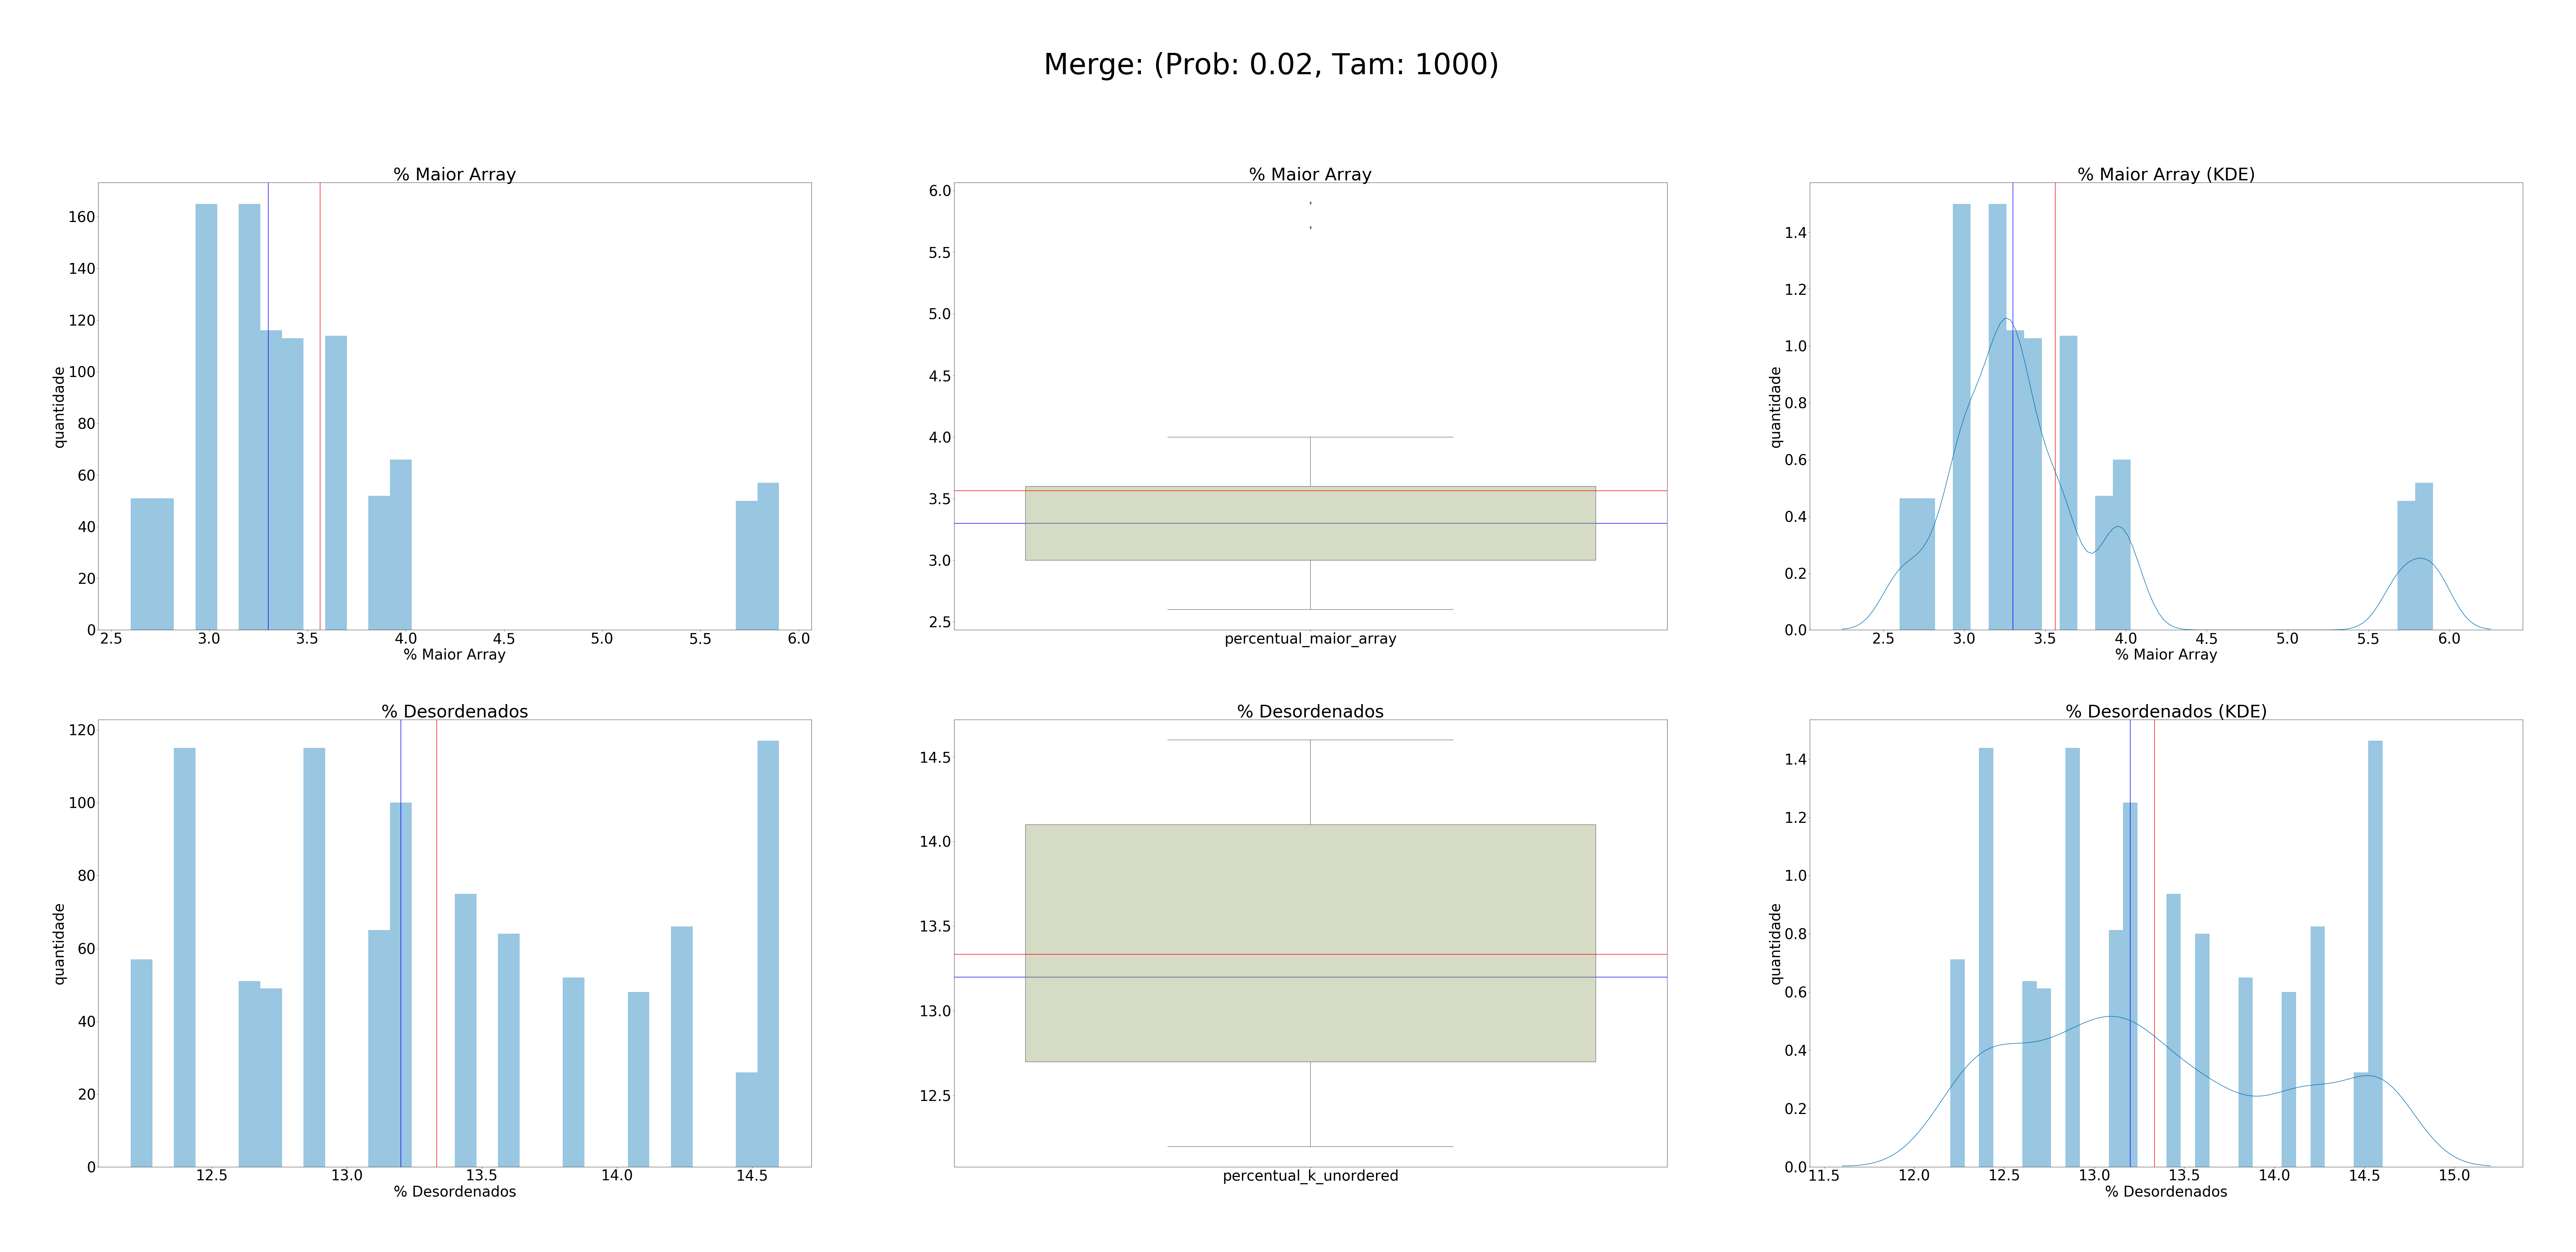 Merge: (Prob: 0.02, Tam: 1000)
% Maior Array
quantidade
160
140
120
100
80
60
40
20
0
2.5 3.0 3.5 4.0 4.5 5.0 5.5 6.0
% Maior Array
% Maior Array
6.0
5.5
5.0
4.5
4.0
3.5
3.0
2.5
percentual_maior_array
% Maior Array (KDE)
quantidade
1.4
1.2
1.0
0.8
0.6
0.4
0.2
0.0
2.5 3.0 3.5 4.0 4.5 5.0 5.5 6.0
% Maior Array
% Desordenados
quantidade
120
100
80
60
40
20
0
12.5 13.0 13.5 14.0 14.5
% Desordenados
% Desordenados
14.5
14.0
13.5
13.0
12.5
percentual_k_unordered
% Desordenados (KDE)
quantidade
1.4
1.2
1.0
0.8
0.6
0.4
0.2
0.0
11.5 12.0 12.5 13.0 13.5 14.0 14.5 15.0
% Desordenados